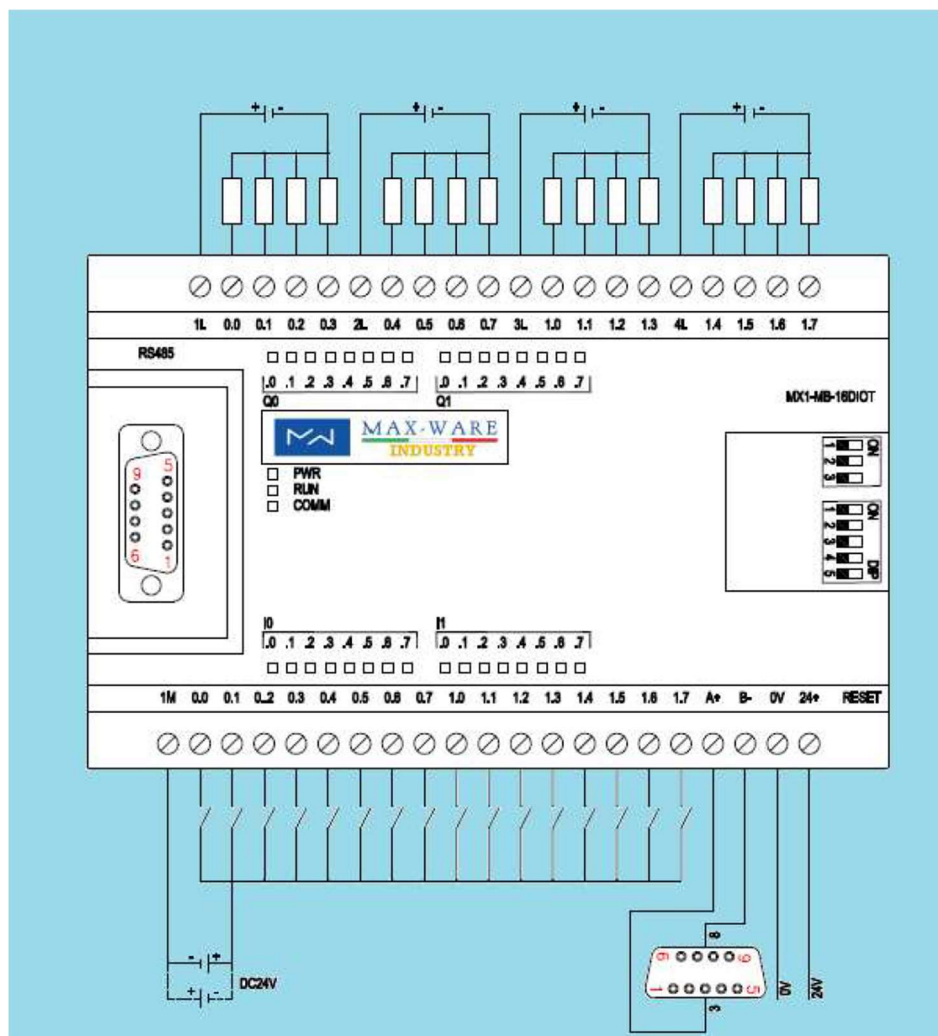 + - + - + - + -
1L 0.0 0.1 0.2 0.3 2L 0.4 0.5 0.6 0.7 3L 1.0 1.1 1.2 1.3 4L 1.4 1.5 1.6 1.7
RS485
.0 .1 .2 .3 .4 .5 .6 .7 .0 .1 .2 .3 .4 .5 .6 .7
Q0 Q1
MX1-MB-16DIOT
MAX-WARE
INDUSTRY
PWR
RUN
COMM
9 5
6 1
1 ON
2
3
1 ON
2
3
4
5 DIP
I0 I1
.0 .1 .2 .3 .4 .5 .6 .7 .0 .1 .2 .3 .4 .5 .6 .7
1M 0.0 0.1 0..2 0.3 0.4 0.5 0.6 0.7 1.0 1.1 1.2 1.3 1.4 1.5 1.6 1.7 A+ B- 0V 24+ RESET
- +
DC24V
+ -
8
6 9
1 5
3
0V
24V